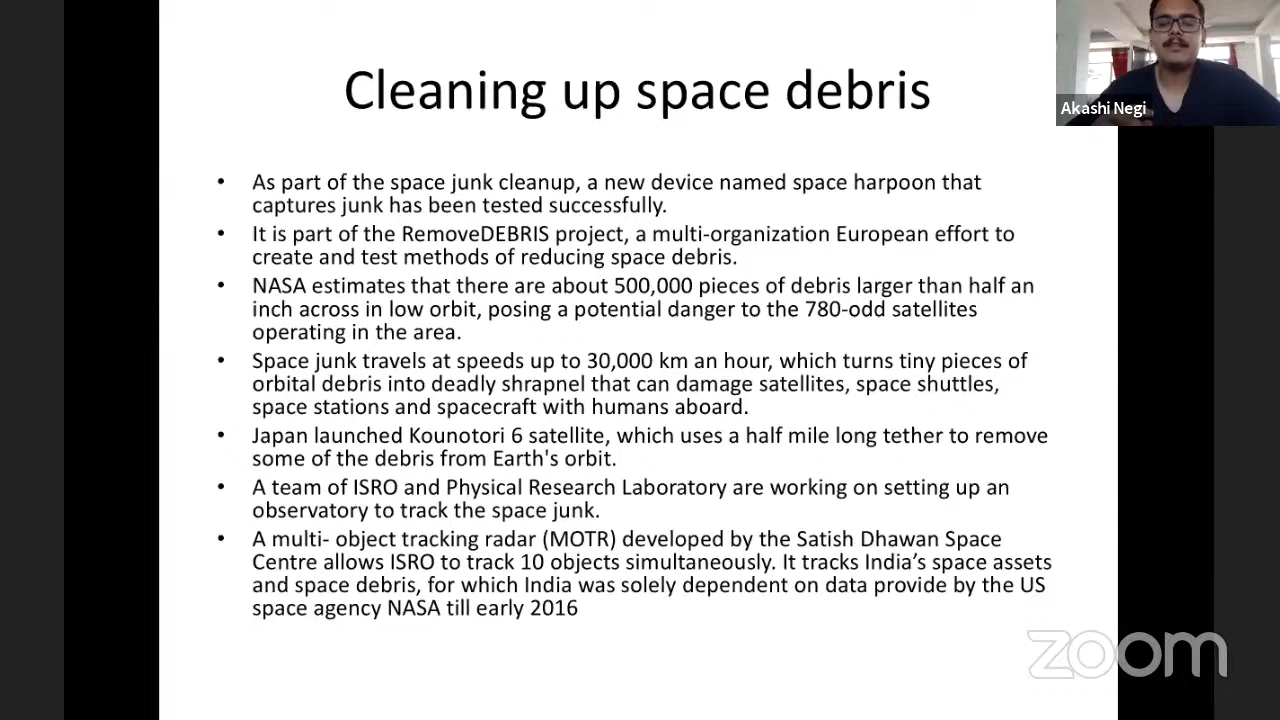 Cleaning up space debris
Akashi Negi
• As part of the space junk cleanup, a new device named space harpoon that
captures junk has been tested successfully.
• It is part of the RemoveDEBRIS project, a multi-organization European effort to
create and test methods of reducing space debris.
• NASA estimates that there are about 500,000 pieces of debris larger than half an
inch across in low orbit, posing a potential danger to the 780-odd satellites
operating in the area.
• Space junk travels at speeds up to 30,000 km an hour, which turns tiny pieces of
orbital debris into deadly shrapnel that can damage satellites, space shuttles,
space stations and spacecraft with humans aboard.
• Japan launched Kounotori 6 satellite, which uses a half mile long tether to remove
some of the debris from Earth's orbit.
• A team of ISRO and Physical Research Laboratory are working on setting up an
observatory to track the space junk.
• A multi- object tracking radar (MOTR) developed by the Satish Dhawan Space
Centre allows ISRO to track 10 objects simultaneously. It tracks India’s space assets
and space debris, for which India was solely dependent on data provide by the US
space agency NASA till early 2016
zoom